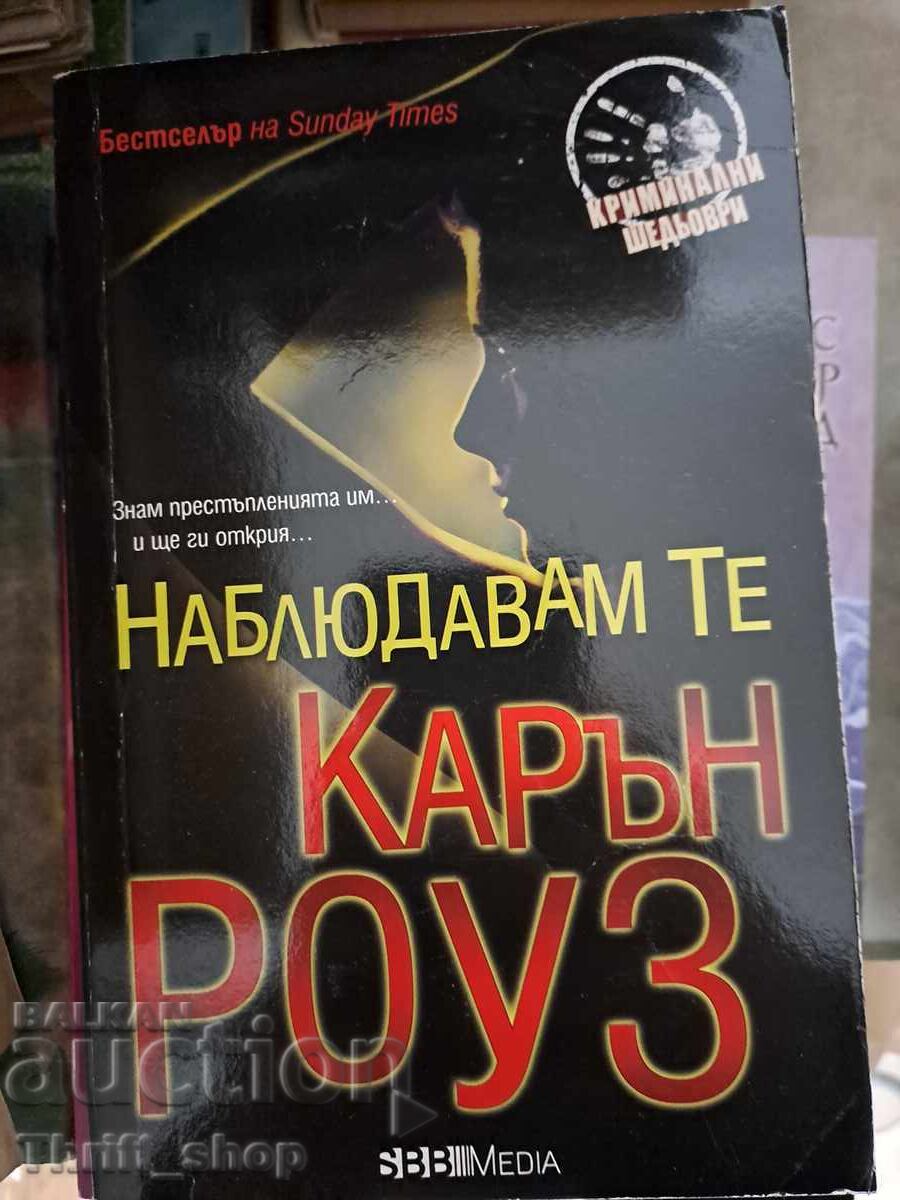 Бестселър на Sunday Times
КРИМИНАЛНИ
ШЕДЬОВРИ
Знам престъпленията им...
и ще ги открия...
НАБЛЮДАВАМ ТЕ
КАРЪН
РОУЗ
SBB MEDIA
С
Р
Д
BALKAN
auction
Thrift_shop